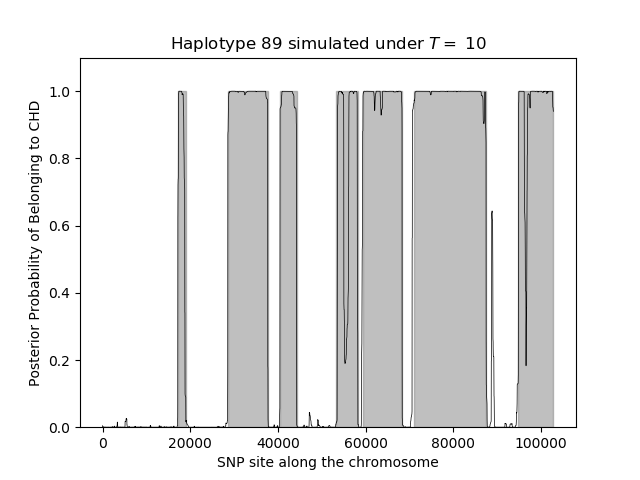 Haplotype 89 simulated under T = 10
Posterior Probability of Belonging to CHD
1.0
0.8
0.6
0.4
0.2
0.0
0 20000 40000 60000 80000 100000
SNP site along the chromosome